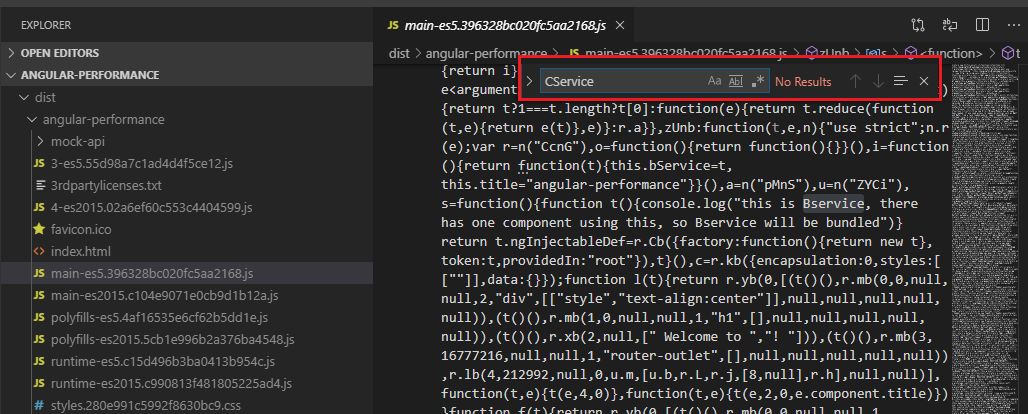 EXPLORER
OPEN EDITORS
ANGULAR-PERFORMANCE
dist
angular-performance
mock-api
JS 3-es5.55d98a7c1ad4d4f5ce12.js
3rdpartylicenses.txt
JS 4-es2015.02a6ef60c553c4404599.js
favicon.ico
<> index.html
JS main-es5.396328bc020fc5aa2168.js
JS main-es2015.c104e9071e0cb9d1b12a.js
JS polyfills-es5.4af16535e6cf62b5dd1e.js
JS polyfills-es2015.5cb1e996b2a376ba4548.js
JS runtime-es5.c15d496b3ba0413b954c.js
JS runtime-es2015.c990813f481805225ad4.js
# styles.280e991c5992f8630bc9.css
JS main-es5.396328bc020fc5aa2168.js
dist > angular-performance > JS main-es5.396328bc020fc5aa2168.js > zUnb > s > <function> > t
CService Aa Abl .* No Results
{return i}
e<argument
{return t?1===t.length?t[0]:function(e){return t.reduce(function
(t,e){return e(t)},e)}:r.a}},zUnb:function(t,e,n){"use strict";n.r
(e);var r=n("CcnG"),o=function(){return function(){}}(),i=function
(){return function(t){this.bService=t,
this.title="angular-performance"}}(),a=n("pMnS"),u=n("ZYCi"),
s=function(){function t(){console.log("this is Bservice, there
has one component using this, so Bservice will be bundled")}
return t.ngInjectableDef=r.Cb({factory:function(){return new t},
token:t,providedIn:"root"}),t}(),c=r.kb({encapsulation:0,styles:[
[""]],data:{}});function l(t){return r.yb(0,[(t()(),r.mb(0,0,null,
null,2,"div",[["style","text-align:center"]],null,null,null,null,
null)),(t()(),r.mb(1,0,null,null,1,"h1",[],null,null,null,null,
null)),(t()(),r.xb(2,null,[" Welcome to ","! "])),(t()(),r.mb(3,
16777216,null,null,1,"router-outlet",[],null,null,null,null,null))
,r.lb(4,212992,null,0,u.m,[u.b,r.L,r.j,[8,null],r.h],null,null)],
function(t,e){t(e,4,0)},function(t,e){t(e,2,0,e.component.title)})
}function f(t){return r.yb(0,[(t()(),r.mb(0,0,null,null,1,